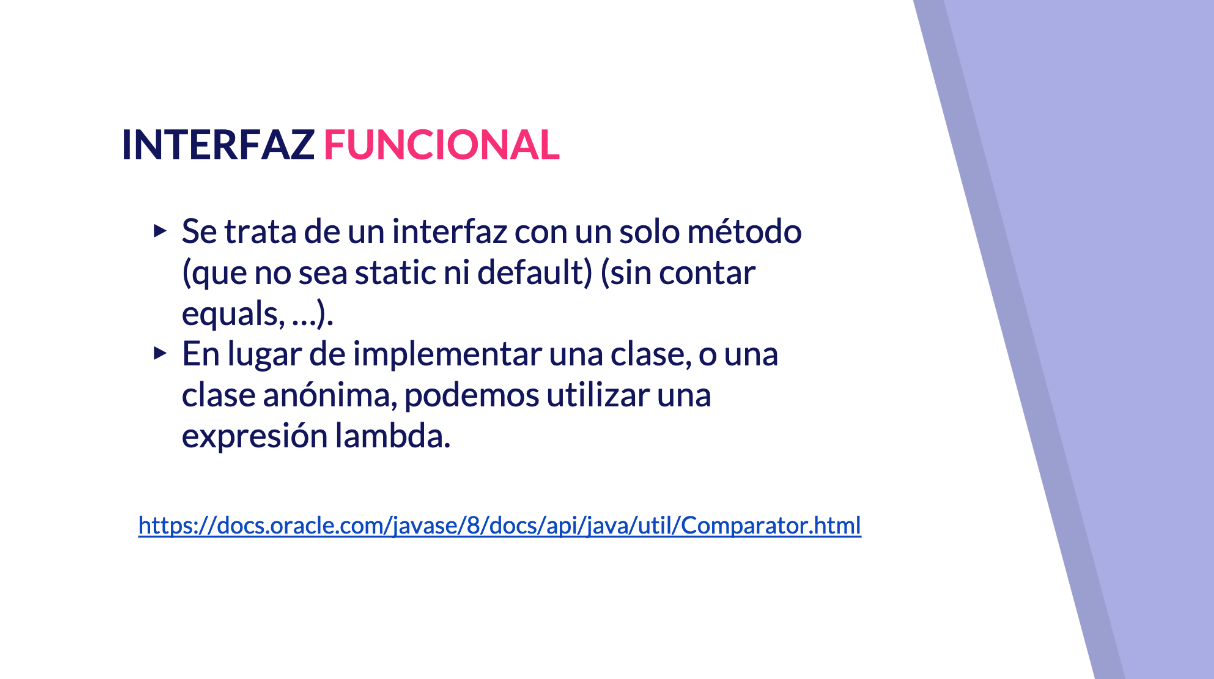 INTERFAZ FUNCIONAL
▶ Se trata de un interfaz con un solo método
(que no sea static ni default) (sin contar
equals, ...).
▶ En lugar de implementar una clase, o una
clase anónima, podemos utilizar una
expresión lambda.
https://docs.oracle.com/javase/8/docs/api/java/util/Comparator.html